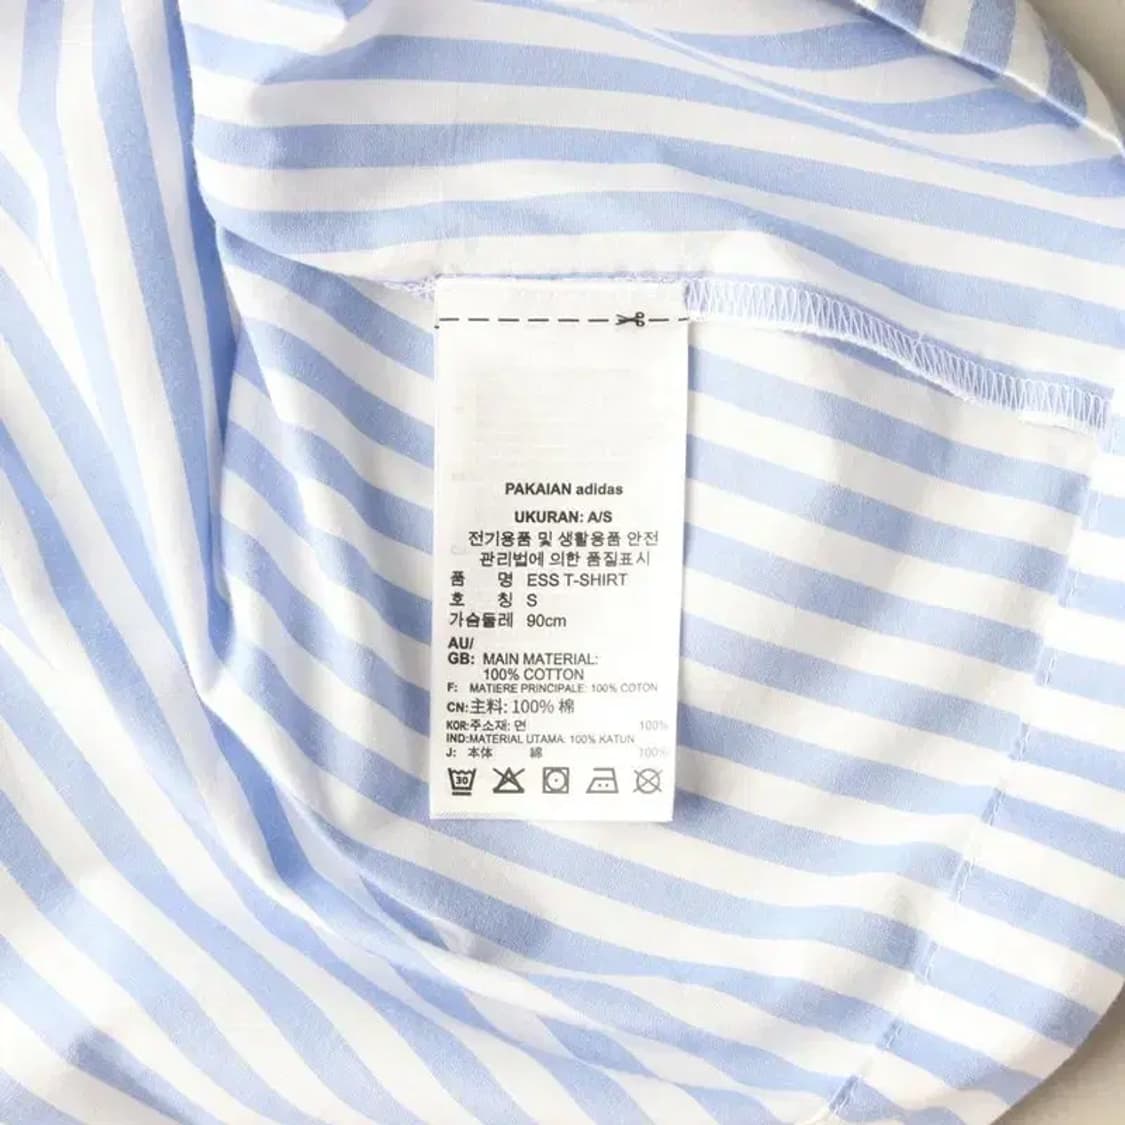 PAKAIAN adidas
UKURAN: A/S
전기용품 및 생활용품 안전
관리법에 의한 품질표시
품 명 ESS T-SHIRT
호 칭 S
가슴둘레 90cm
AU/
GB: MAIN MATERIAL:
100% COTTON
F: MATIERE PRINCIPALE: 100% COTON
CN:主料: 100% 棉
KOR:주소재: 면 100%
IND:MATERIAL UTAMA: 100% KATUN
J: 本体 綿 100%
30